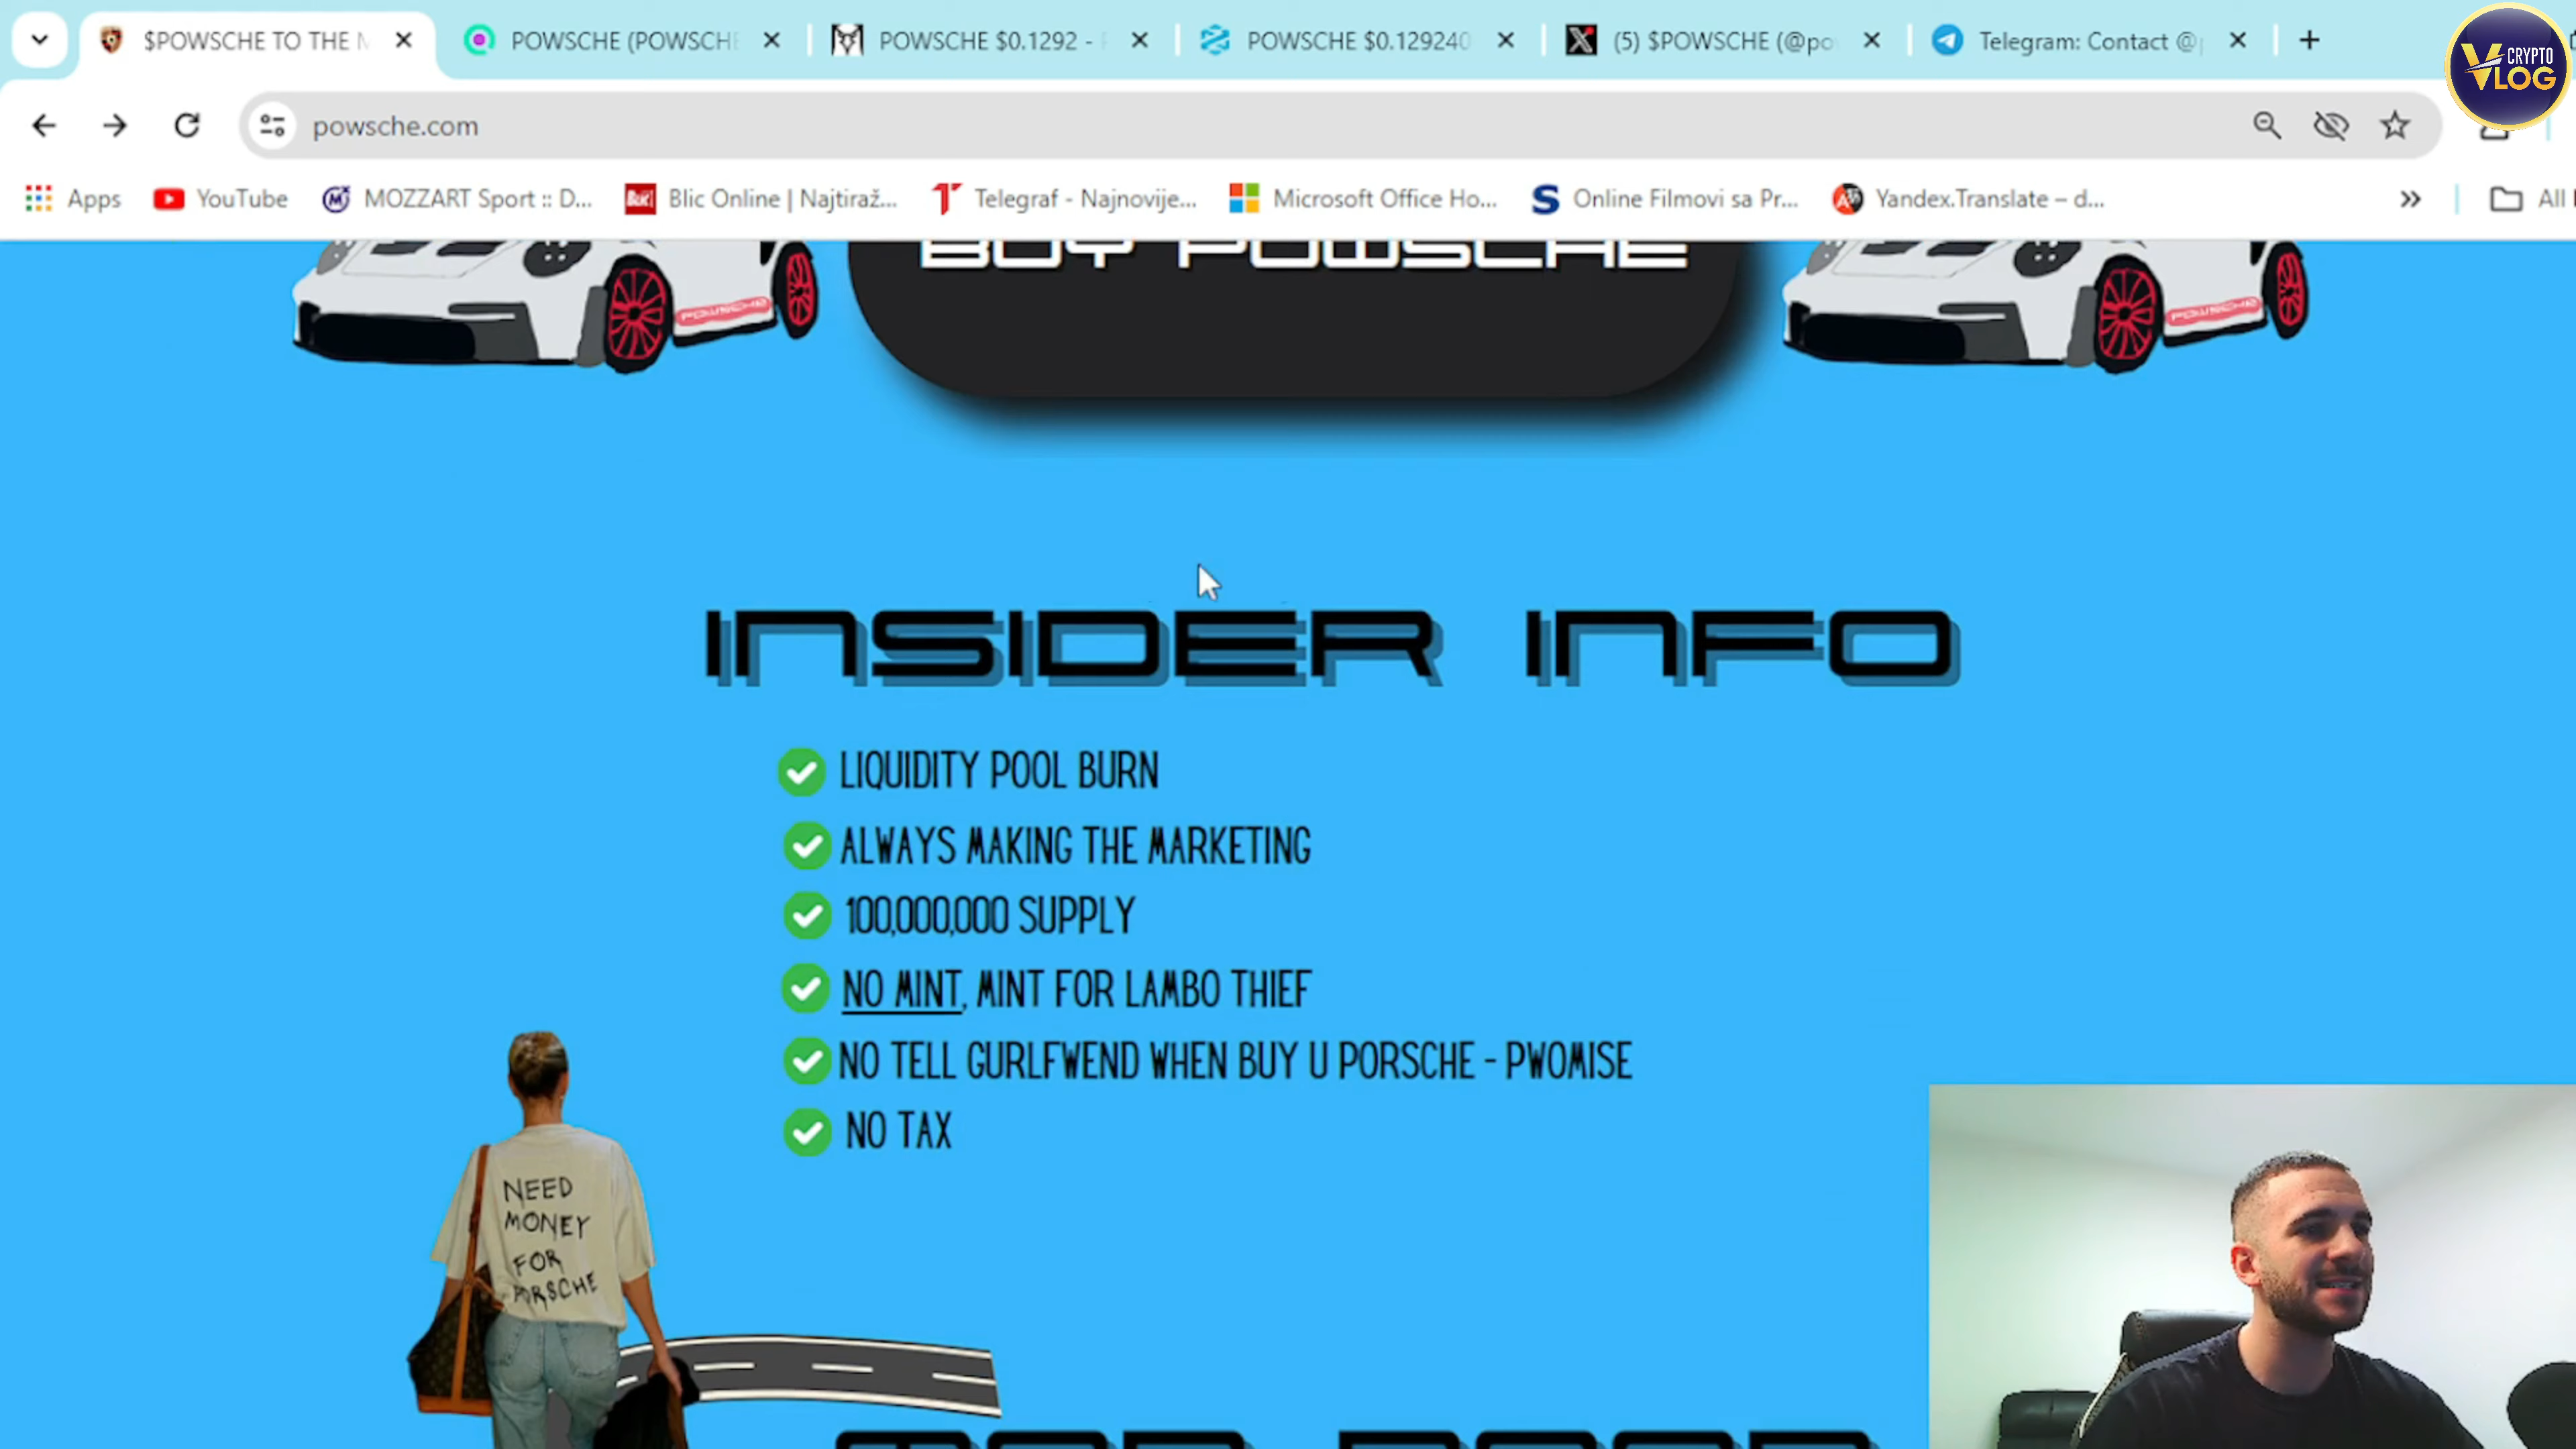 $POWSCHE TO THE
POWSCHE (POWSCHE
POWSCHE $0.1292 -
POWSCHE $0.129240
(5) $POWSCHE (@po
Telegram: Contact @
CRYPTO
VLOG
powsche.com
Apps
YouTube
MOZZART Sport :: D...
Blic Online | Najtiraž...
Telegraf - Najnovije...
Microsoft Office Ho...
Online Filmovi sa Pr...
Yandex.Translate – d...
All
BUY POWSCHE
POWSCHE
POWSCHE
INSIDER INFO
LIQUIDITY POOL BURN
ALWAYS MAKING THE MARKETING
100,000,000 SUPPLY
NO MINT, MINT FOR LAMBO THIEF
NO TELL GURLFWEND WHEN BUY U PORSCHE - PWOMISE
NO TAX
NEED
MONEY
FOR
PORSCHE